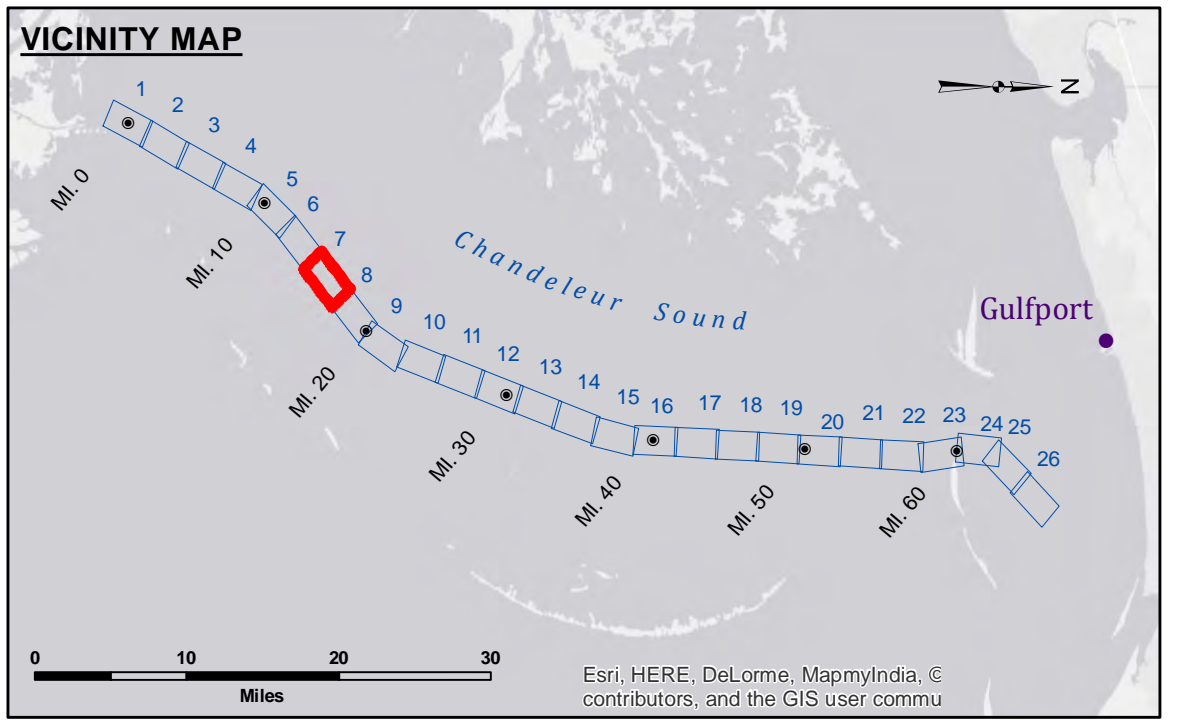 VICINITY MAP
N
1
2
3
4
5
6
7
8
9
10
11
12
13
14
15
16
17
18
19
20
21
22
23
24
25
26
MI. 0
MI. 10
MI. 20
MI. 30
MI. 40
MI. 50
MI. 60
Chandeleur Sound
Gulfport
0 10 20 30
Miles
Esri, HERE, DeLorme, MapmyIndia, ©
contributors, and the GIS user commu